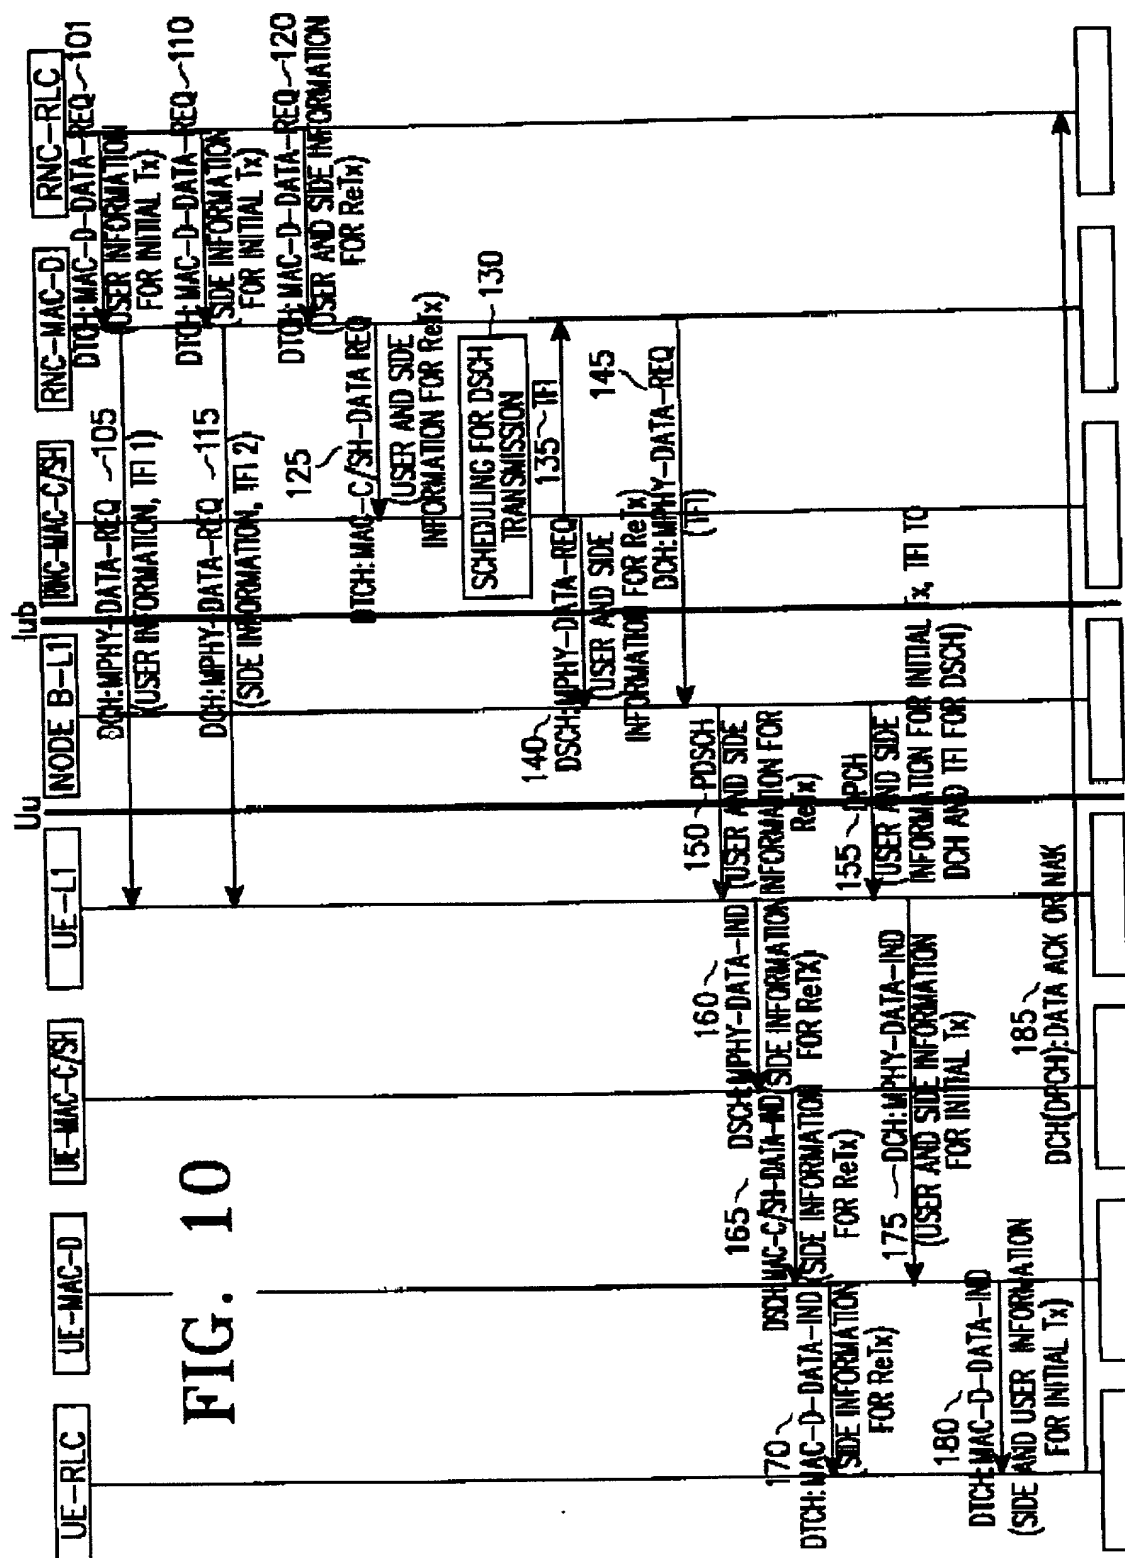 UE-RLC
UE-MAC-D
UE-MAC-C/SH
UE-L1
Uu
NODE B-L1
Iub
RNC-MAC-C/SH
RNC-MAC-D
RNC-RLC
DTCH:MAC-D-DATA-REQ 101
(USER INFORMATION
FOR INITIAL Tx)
DCH:MPHY-DATA-REQ 105
(USER INFORMATION, TFI 1)
DTCH:MAC-D-DATA-REQ 110
(SIDE INFORMATION
FOR INITIAL Tx)
DCH:MPHY-DATA-REQ 115
(SIDE INFORMATION, TFI 2)
DTCH:MAC-D-DATA-REQ 120
(USER AND SIDE INFORMATION
FOR ReTx)
125
DTCH:MAC-C/SH-DATA REQ
(USER AND SIDE
INFORMATION FOR ReTx)
130
SCHEDULING FOR DSCH
TRANSMISSION
135 TFI
140
DSCH:MPHY-DATA-REQ
(USER AND SIDE
INFORMATION FOR ReTx)
145
DCH:MPHY-DATA-REQ
(TFI)
150 PDSCH
(USER AND SIDE
INFORMATION FOR
ReTx)
155 DPCH
(USER AND SIDE
INFORMATION FOR INITIAL Tx, TFI TO
DCH AND TFI FOR DSCH)
160
DSCH:MPHY-DATA-IND
(SIDE INFORMATION
FOR ReTx)
165
DSCH:MAC-C/SH-DATA-IND
(SIDE INFORMATION
FOR ReTx)
170
DTCH:MAC-D-DATA-IND
(SIDE INFORMATION
FOR ReTx)
175 DCH:MPHY-DATA-IND
(USER AND SIDE INFORMATION
FOR INITIAL Tx)
180
DTCH:MAC-D-DATA-IND
(SIDE AND USER INFORMATION
FOR INITIAL Tx)
185
DCH(DPCH):DATA ACK OR NAK
FIG. 10